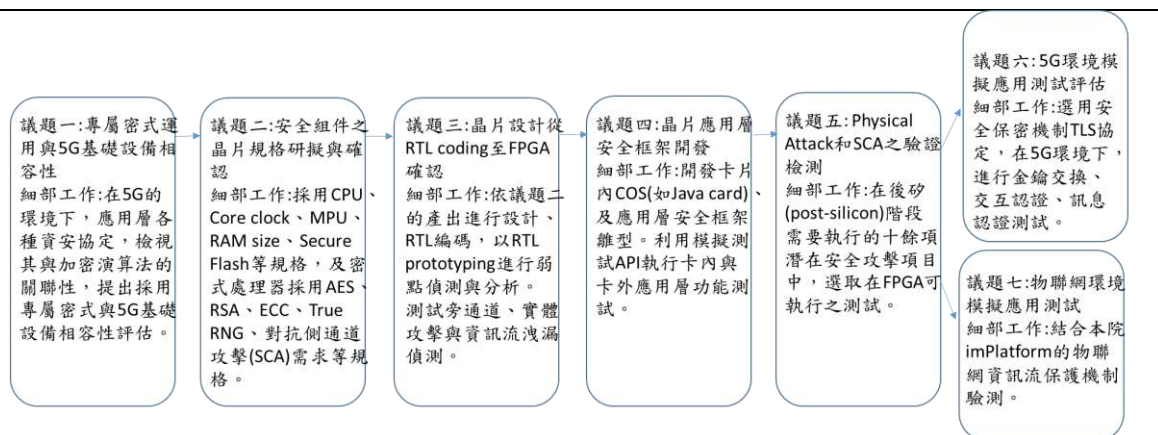 議題一:專屬密式運
用與5G基礎設備相
容性
細部工作:在5G的
環境下，應用層各
種資安協定，檢視
其與加密演算法的
關聯性，提出採用
專屬密式與5G基礎
設備相容性評估。
議題二:安全組件之
晶片規格研擬與確
認
細部工作:採用CPU、
Core clock、MPU、
RAM size、Secure
Flash等規格，及密
式處理器採用AES、
RSA、ECC、True
RNG、對抗側通道
攻擊(SCA)需求等規
格。
議題三:晶片設計從
RTL coding至FPGA
確認
細部工作:依議題二
的產出進行設計、
RTL編碼，以RTL
prototyping進行弱
點偵測與分析。
測試旁通道、實體
攻擊與資訊流洩漏
偵測。
議題四:晶片應用層
安全框架開發
細部工作:開發卡片
內COS(如Java card)、
及應用層安全框架
雛型。利用模擬測
試API執行卡內與
卡外應用層功能測
試。
議題五:Physical
Attack和SCA之驗證
檢測
細部工作:在後矽
(post-silicon)階段
需要執行的十餘項
潛在安全攻擊項目
中，選取在FPGA可
執行之測試。
議題六:5G環境模
擬應用測試評估
細部工作:選用安
全保密機制TLS協
定，在5G環境下，
進行金鑰交換、
交互認證、訊息
認證測試。
議題七:物聯網環境
模擬應用測試
細部工作:結合本院
imPlatform的物聯
網資訊流保護機制
驗測。